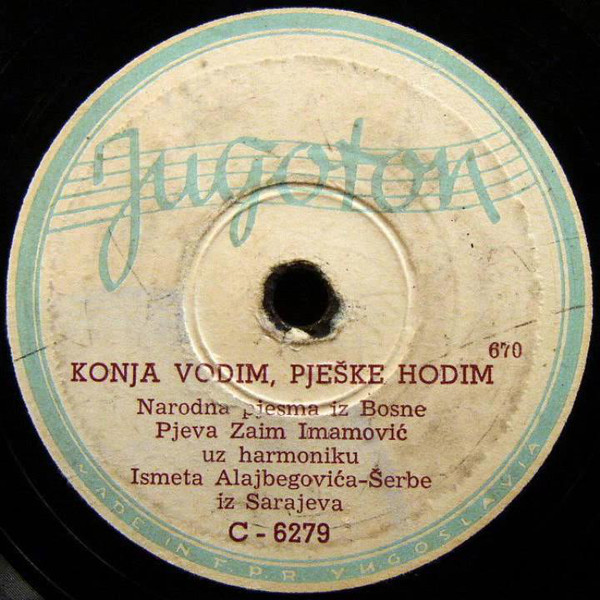 Jugoton
670
KONJA VODIM, PJEŠKE HODIM
Narodna pjesma iz Bosne
Pjeva Zaim Imamović
uz harmoniku
Ismeta Alajbegovića-Šerbe
iz Sarajeva
C - 6279
MADE IN F.P.R. YUGOSLAVIA